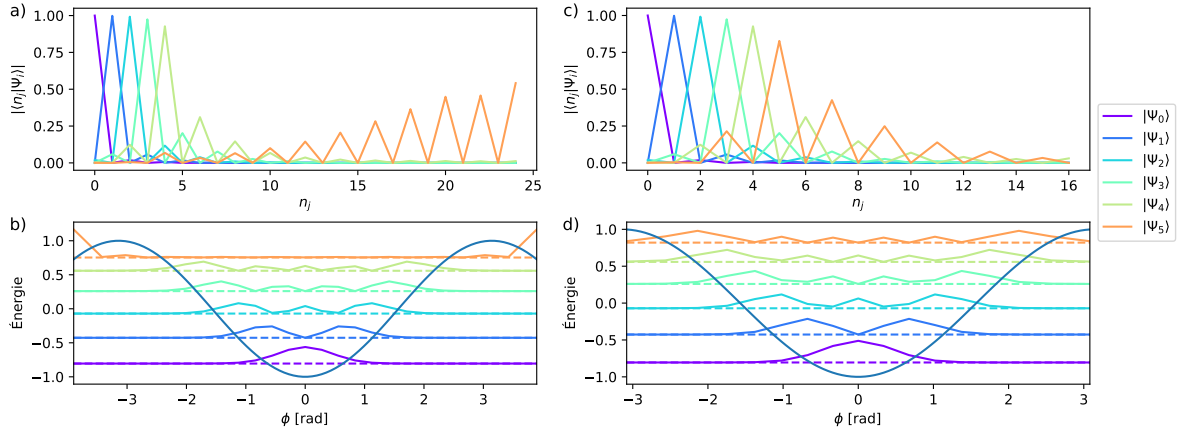 a)
1.00
0.75
0.50
0.25
0.00
|⟨n_j|Ψ_i⟩|
0 5 10 15 20 25
n_j
c)
1.00
0.75
0.50
0.25
0.00
|⟨n_j|Ψ_i⟩|
0 2 4 6 8 10 12 14 16
n_j
|Ψ_0⟩
|Ψ_1⟩
|Ψ_2⟩
|Ψ_3⟩
|Ψ_4⟩
|Ψ_5⟩
b)
1.0
0.5
0.0
−0.5
−1.0
Énergie
−3 −2 −1 0 1 2 3
ϕ [rad]
d)
1.0
0.5
0.0
−0.5
−1.0
Énergie
−3 −2 −1 0 1 2 3
ϕ [rad]